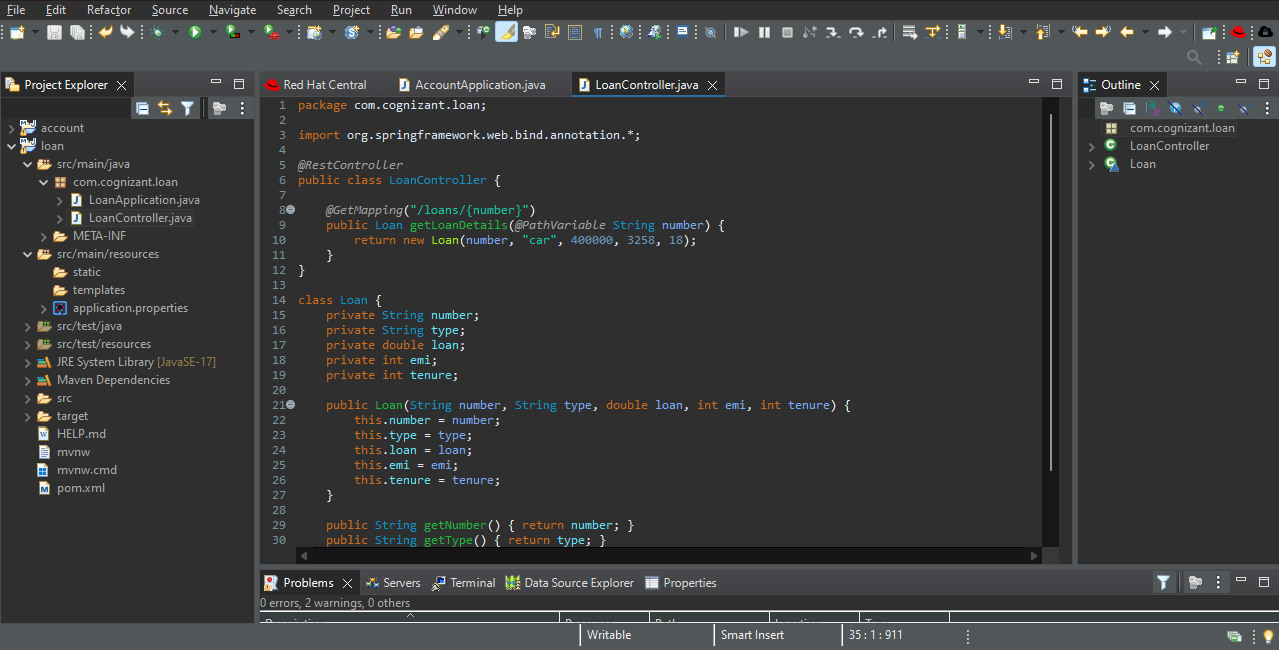 File Edit Refactor Source Navigate Search Project Run Window Help
Project Explorer
account
loan
src/main/java
com.cognizant.loan
LoanApplication.java
LoanController.java
META-INF
src/main/resources
static
templates
application.properties
src/test/java
src/test/resources
JRE System Library [JavaSE-17]
Maven Dependencies
src
target
HELP.md
mvnw
mvnw.cmd
pom.xml
Red Hat Central AccountApplication.java LoanController.java
1 package com.cognizant.loan;
2
3 import org.springframework.web.bind.annotation.*;
4
5 @RestController
6 public class LoanController {
7
8 @GetMapping("/loans/{number}")
9 public Loan getLoanDetails(@PathVariable String number) {
10 return new Loan(number, "car", 400000, 3258, 18);
11 }
12 }
13
14 class Loan {
15 private String number;
16 private String type;
17 private double loan;
18 private int emi;
19 private int tenure;
20
21 public Loan(String number, String type, double loan, int emi, int tenure) {
22 this.number = number;
23 this.type = type;
24 this.loan = loan;
25 this.emi = emi;
26 this.tenure = tenure;
27 }
28
29 public String getNumber() { return number; }
30 public String getType() { return type; }
Outline
com.cognizant.loan
LoanController
Loan
Problems Servers Terminal Data Source Explorer Properties
0 errors, 2 warnings, 0 others
Writable Smart Insert 35 : 1 : 911